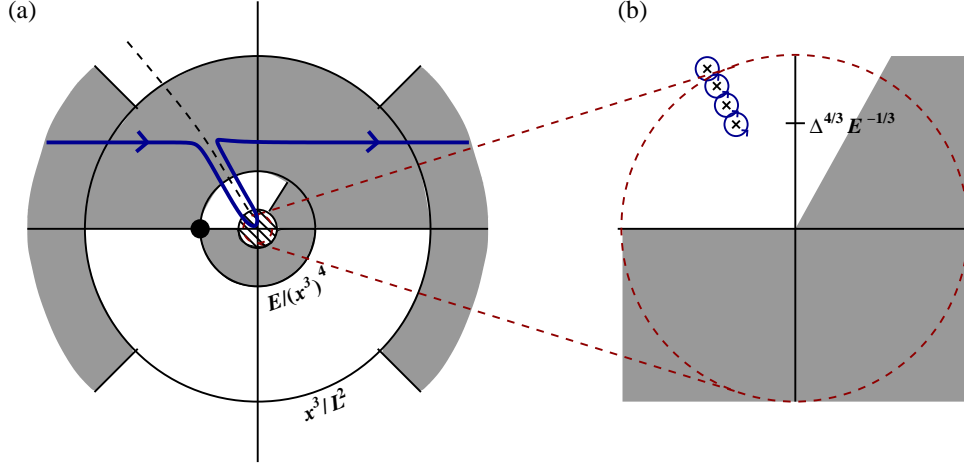 (a)
(b)
Δ^{4/3} E^{-1/3}
E/(x^3)^4
x^3/L^2